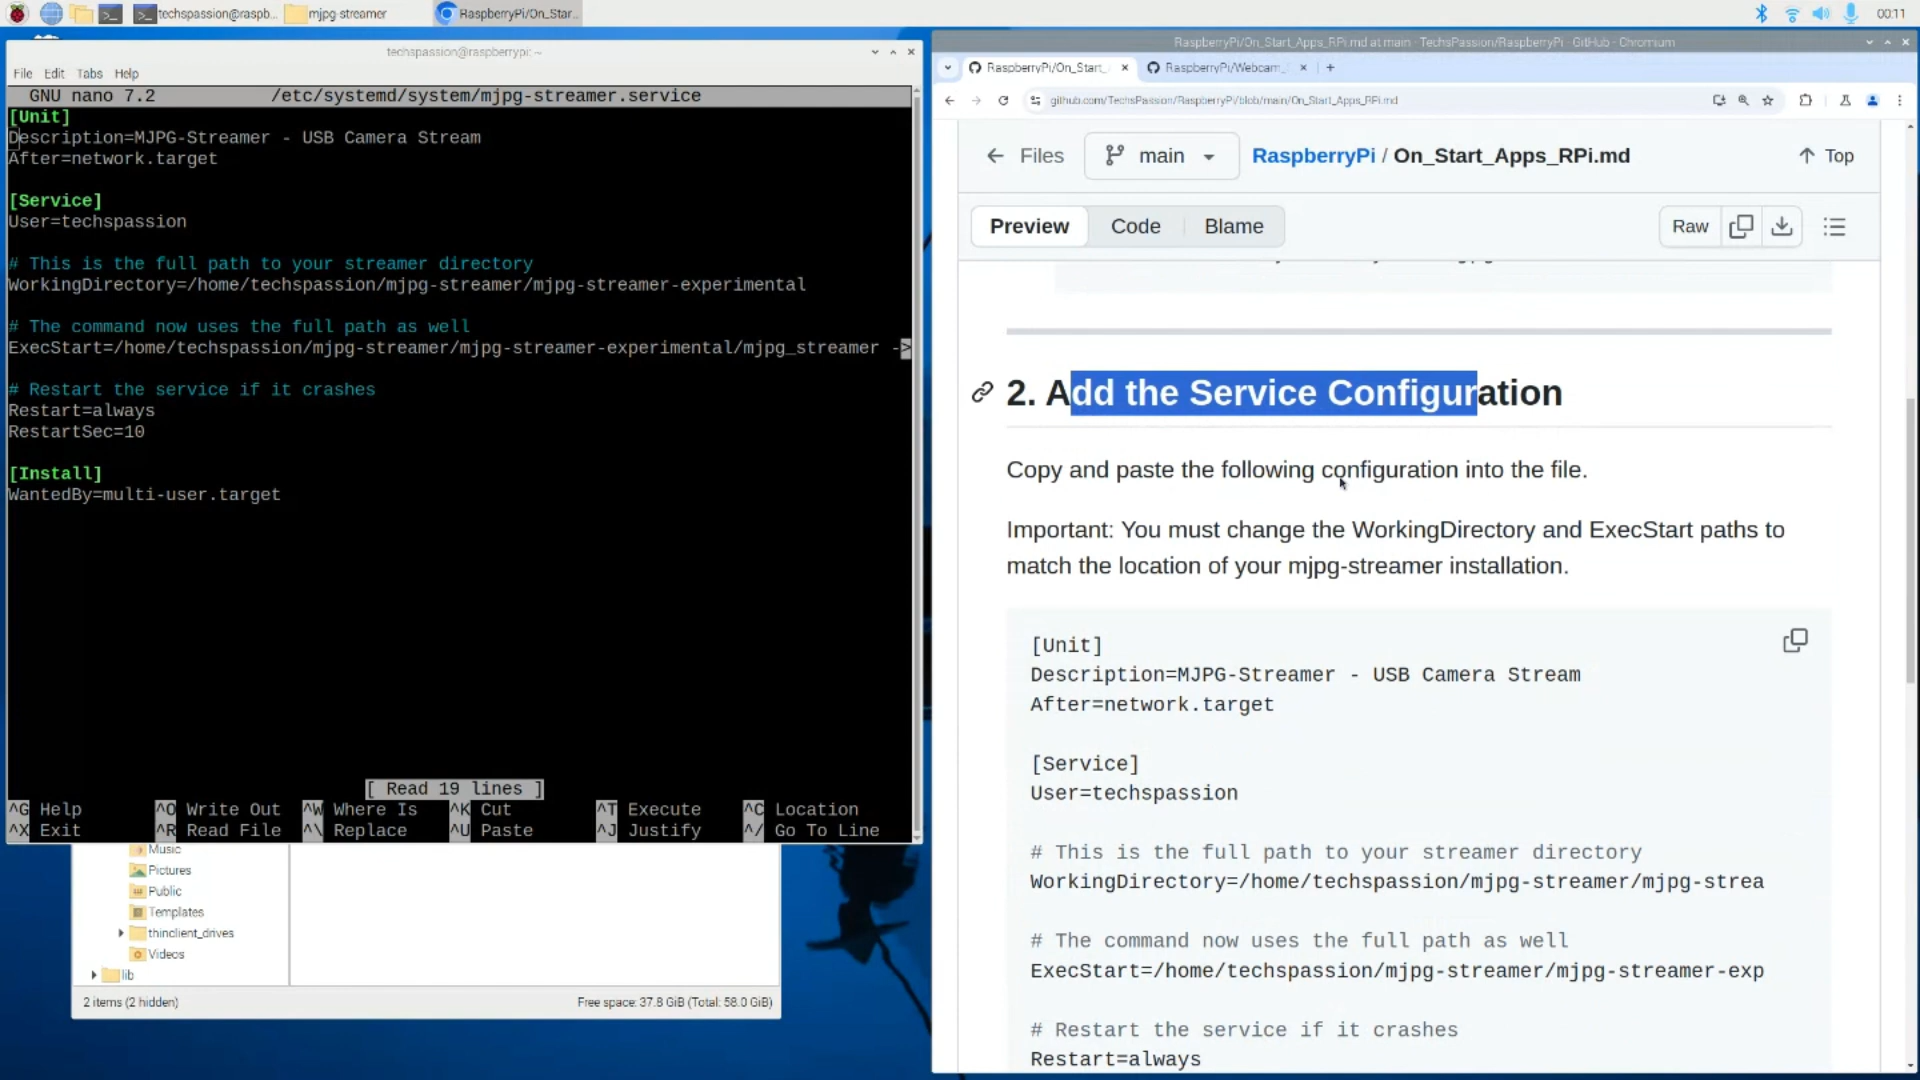 techspassion@raspb...
mjpg-streamer
RaspberryPi/On_Star...
00:11
techspassion@raspberrypi: ~
File Edit Tabs Help
GNU nano 7.2 /etc/systemd/system/mjpg-streamer.service
[Unit]
Description=MJPG-Streamer - USB Camera Stream
After=network.target
[Service]
User=techspassion
# This is the full path to your streamer directory
WorkingDirectory=/home/techspassion/mjpg-streamer/mjpg-streamer-experimental
# The command now uses the full path as well
ExecStart=/home/techspassion/mjpg-streamer/mjpg-streamer-experimental/mjpg_streamer ->
# Restart the service if it crashes
Restart=always
RestartSec=10
[Install]
WantedBy=multi-user.target
[ Read 19 lines ]
^G Help ^O Write Out ^W Where Is ^K Cut ^T Execute ^C Location
^X Exit ^R Read File ^\ Replace ^U Paste ^J Justify ^/ Go To Line
Music
Pictures
Public
Templates
thinclient_drives
Videos
lib
2 items (2 hidden) Free space: 37.8 GiB (Total: 58.0 GiB)
RaspberryPi/On_Start_Apps_RPi.md at main · TechsPassion/RaspberryPi · GitHub - Chromium
RaspberryPi/On_Start_
RaspberryPi/Webcam_
github.com/TechsPassion/RaspberryPi/blob/main/On_Start_Apps_RPi.md
Files main RaspberryPi / On_Start_Apps_RPi.md Top
Preview Code Blame Raw
2. Add the Service Configuration
Copy and paste the following configuration into the file.
Important: You must change the WorkingDirectory and ExecStart paths to
match the location of your mjpg-streamer installation.
[Unit]
Description=MJPG-Streamer - USB Camera Stream
After=network.target
[Service]
User=techspassion
# This is the full path to your streamer directory
WorkingDirectory=/home/techspassion/mjpg-streamer/mjpg-strea
# The command now uses the full path as well
ExecStart=/home/techspassion/mjpg-streamer/mjpg-streamer-exp
# Restart the service if it crashes
Restart=always